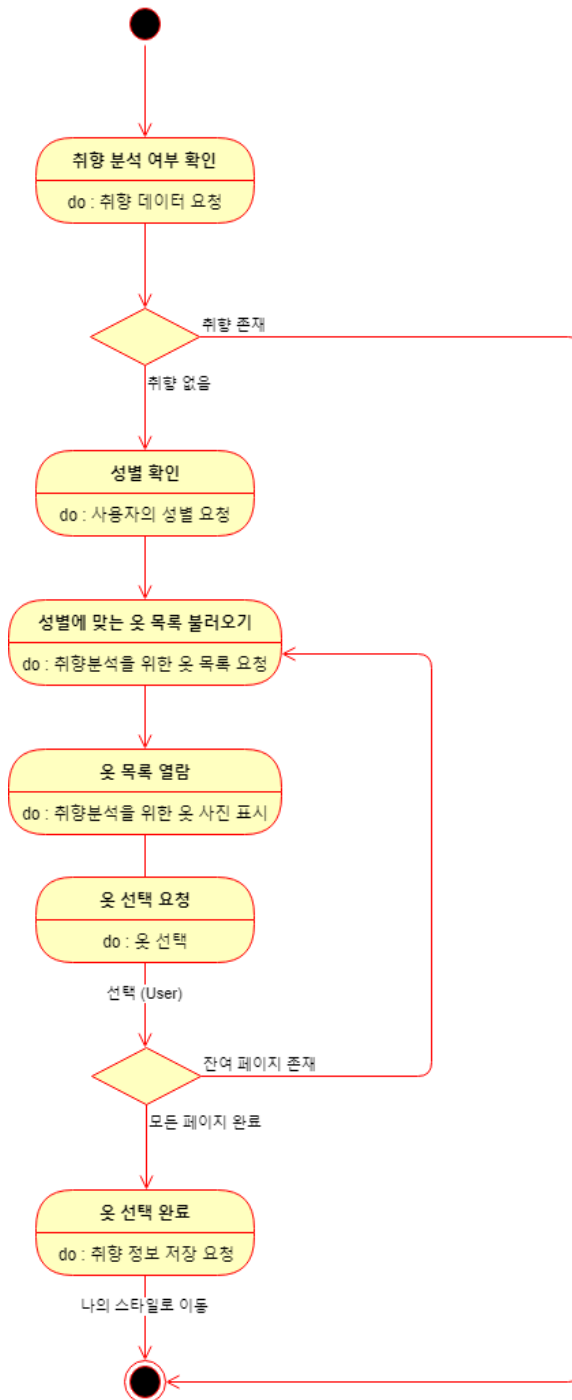 취향 분석 여부 확인
do : 취향 데이터 요청
취향 존재
취향 없음
성별 확인
do : 사용자의 성별 요청
성별에 맞는 옷 목록 불러오기
do : 취향분석을 위한 옷 목록 요청
옷 목록 열람
do : 취향분석을 위한 옷 사진 표시
옷 선택 요청
do : 옷 선택
선택 (User)
잔여 페이지 존재
모든 페이지 완료
옷 선택 완료
do : 취향 정보 저장 요청
나의 스타일로 이동